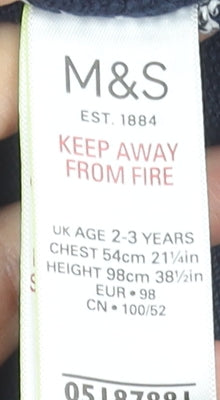 M&S
EST. 1884
KEEP AWAY
FROM FIRE
UK AGE 2-3 YEARS
CHEST 54cm 21¼in
HEIGHT 98cm 38½in
EUR • 98
CN • 100/52